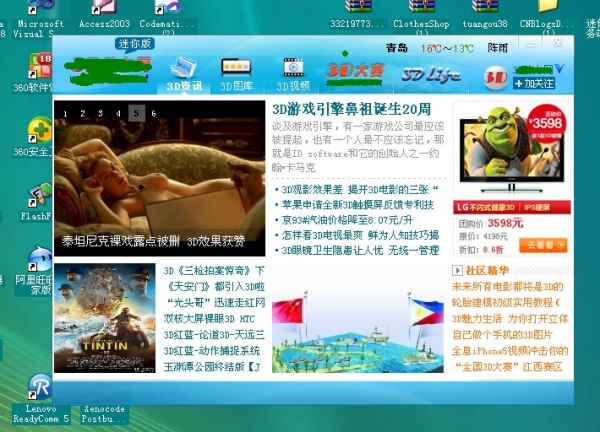 Microsoft
Visual S...
Access2003
Codemati...
(2)
33219773...
ClothesShop
(1)
tuangou38
CNBlogsD...
(1)
迷你版
青岛 16℃~13℃ 阵雨
3D资讯
3D图库
3D视频
3D大赛
3D Life
3D
+加关注
360软件管
360安全卫
FlashF
阿里旺旺
家版
Lenovo
ReadyComm 5
Xenocode
Postbu...
1 2 3 4 5 6
秦坦尼克裸戏露点被删 3D效果获赞
3D游戏引擎鼻祖诞生20周
谈及游戏引擎，有一家游戏公司最应该
被提起，也有一个人最不应忘记，那
就是ID software和它的创始人之一约
翰*卡马克
3D观影效果差 揭开3D电影的三张“
苹果申请全新3D触摸屏反馈专利技
京93#汽油价格降至8.07元/升
怎样看3D电视最爽 鲜为人知技巧揭
3D眼镜卫生隐患让人忧 无统一管理
活动价
¥3598
LG不闪式健康3D | IPS硬屏
团购价: 3598元
原价: 4198元
折扣: 8.6折
去看看
TINTIN
3D《三枪拍案惊奇》下
《天安门》都引入3D啦
“光头哥”迅速走红网
双核大屏裸眼3D HTC
3D红蓝-论道3D-天远三
3D红蓝-动作捕捉系统
玉渊潭公园终结版【J
社区精华
未来所有电影都将是3D的
轮胎建模初级实用教程（
3D魅力生活 为你打开立体
自己做个手机的3D图片
全息iPhone5视频冲击你的
“全国3D大赛”江西赛区